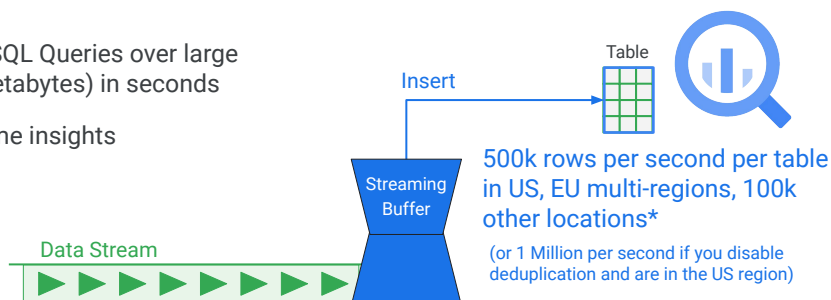 SQL Queries over large
etabytes) in seconds
me insights
Table
Insert
Streaming
Buffer
500k rows per second per table
in US, EU multi-regions, 100k
other locations*
(or 1 Million per second if you disable
deduplication and are in the US region)
Data Stream